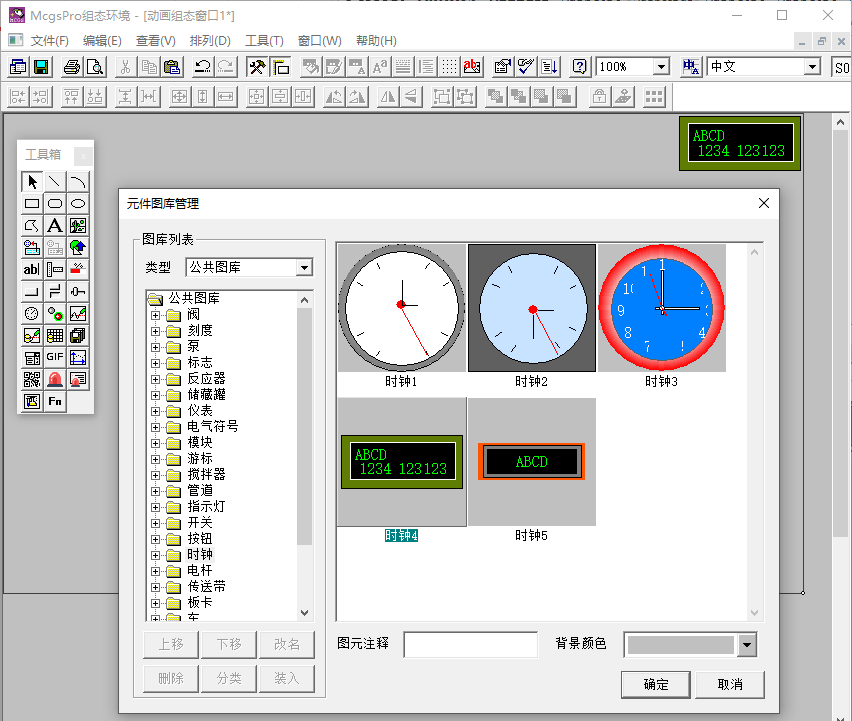 McgsPro组态环境 - [动画组态窗口1*]
文件(F) 编辑(E) 查看(V) 排列(D) 工具(T) 窗口(W) 帮助(H)
100% 中文 S0
ABCD
1234 123123
工具箱
A
ab
GIF
Fn
元件图库管理
图库列表
类型 公共图库
公共图库
阀
刻度
泵
标志
反应器
储藏罐
仪表
电气符号
模块
游标
搅拌器
管道
指示灯
开关
按钮
时钟
电杆
传送带
板卡
车
时钟1 时钟2 时钟3
ABCD
1234 123123
ABCD
时钟4 时钟5
上移 下移 改名
删除 分类 装入
图元注释 背景颜色
确定 取消